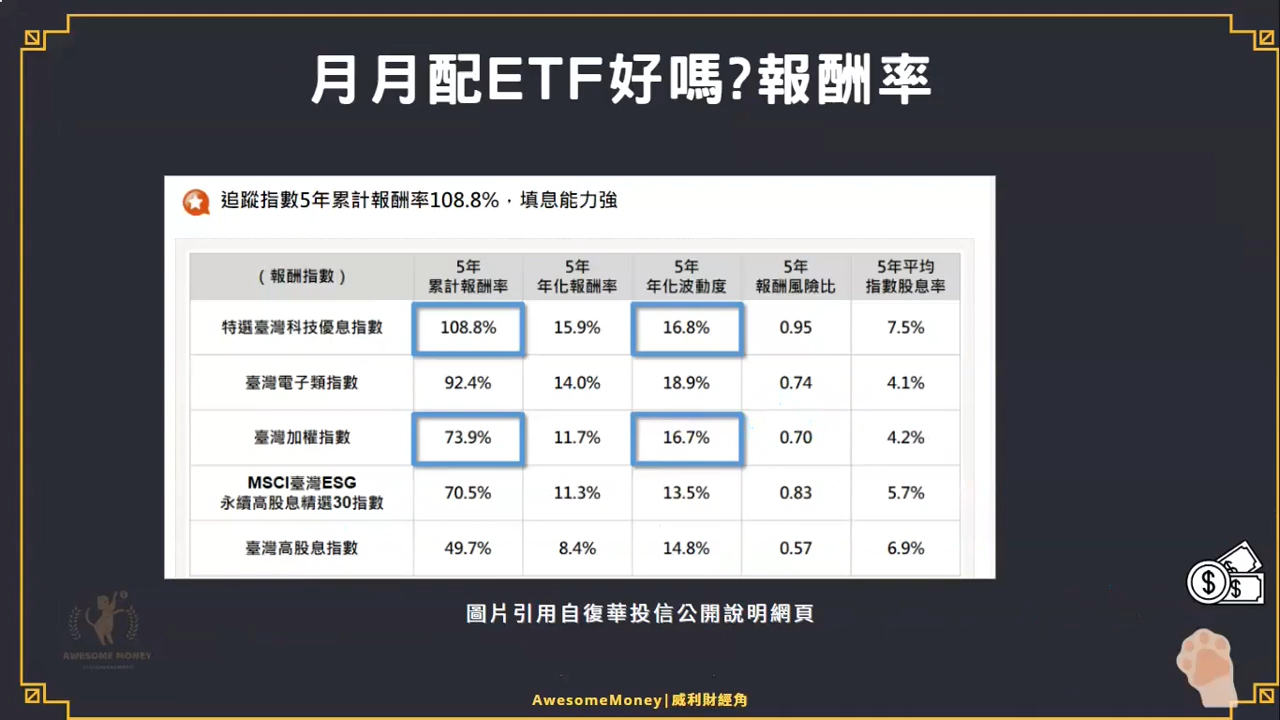 月月配ETF好嗎?報酬率
追蹤指數5年累計報酬率108.8%，填息能力強
（報酬指數） 5年累計報酬率 5年年化報酬率 5年年化波動度 5年報酬風險比 5年平均指數股息率
特選臺灣科技優息指數 108.8% 15.9% 16.8% 0.95 7.5%
臺灣電子類指數 92.4% 14.0% 18.9% 0.74 4.1%
臺灣加權指數 73.9% 11.7% 16.7% 0.70 4.2%
MSCI臺灣ESG永續高股息精選30指數 70.5% 11.3% 13.5% 0.83 5.7%
臺灣高股息指數 49.7% 8.4% 14.8% 0.57 6.9%
圖片引用自復華投信公開說明網頁
AWESOME MONEY
AwesomeMoney|威利財經角